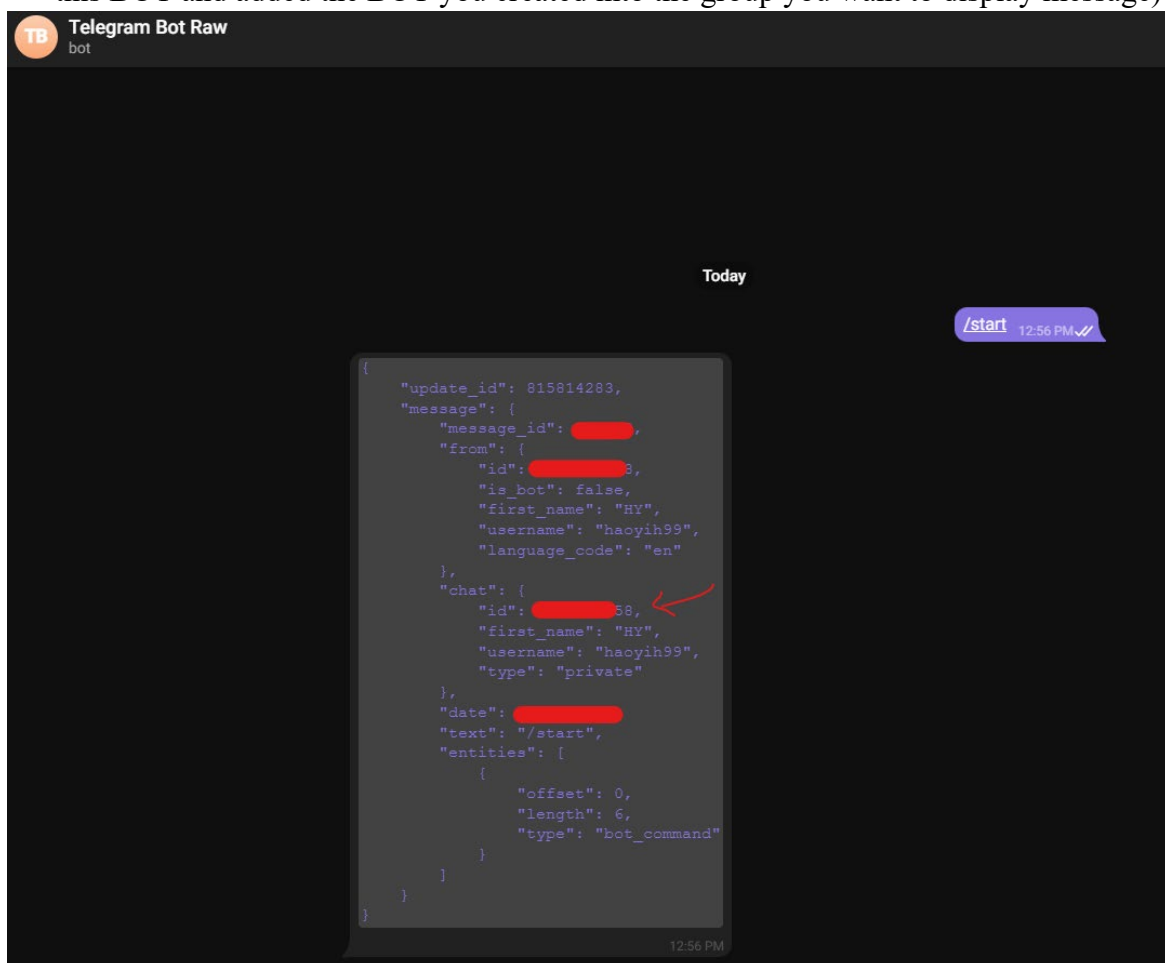 this BOT and added the BOT you created into the group you want to display message)
TB
Telegram Bot Raw
bot
Today
/start 12:56 PM
{
"update_id": 815814283,
"message": {
"message_id": ,
"from": {
"id": 8,
"is_bot": false,
"first_name": "HY",
"username": "haoyih99",
"language_code": "en"
},
"chat": {
"id": 58,
"first_name": "HY",
"username": "haoyih99",
"type": "private"
},
"date":
"text": "/start",
"entities": [
{
"offset": 0,
"length": 6,
"type": "bot_command"
}
]
}
}
12:56 PM